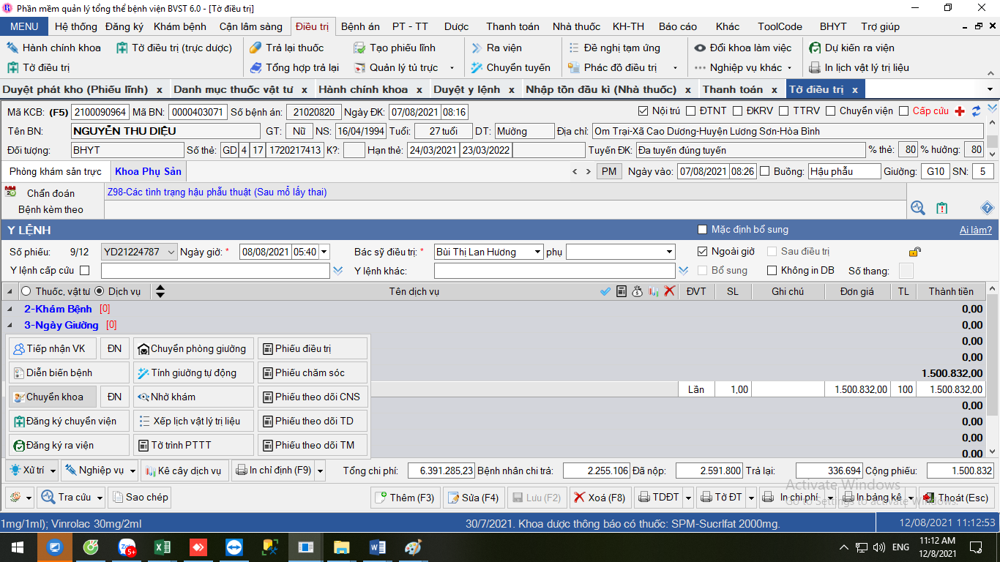 Phần mềm quản lý tổng thể bệnh viện BVST 6.0 - [Tờ điều trị]
MENU Hệ thống Đăng ký Khám bệnh Cận lâm sàng Điều trị Bệnh án PT - TT Dược Thanh toán Nhà thuốc KH-TH Báo cáo Khác ToolCode BHYT Trợ giúp
Hành chính khoa Tờ điều trị (trực dược) Trả lại thuốc Tạo phiếu lĩnh Ra viện Đề nghị tạm ứng Đổi khoa làm việc Dự kiến ra viện
Tờ điều trị Tổng hợp trả lại Quản lý tủ trực Chuyển tuyến Phác đồ điều trị Nghiệp vụ khác In lịch vật lý trị liệu
Duyệt phát kho (Phiếu lĩnh) x Danh mục thuốc vật tư x Hành chính khoa x Duyệt y lệnh x Nhập tồn đầu kì (Nhà thuốc) x Thanh toán x Tờ điều trị x
Mã KCB: (F5) 2100090964 Mã BN: 0000403071 Số bệnh án: 21020820 Ngày ĐK: 07/08/2021 08:16 Nội trú ĐTNT ĐKRV TTRV Chuyển viện Cấp cứu
Tên BN: NGUYỄN THU DIỆU GT: Nữ NS: 16/04/1994 Tuổi: 27 tuổi DT: Mường Địa chỉ: Om Trại-Xã Cao Dương-Huyện Lương Sơn-Hòa Bình
Đối tượng: BHYT Số thẻ: GD 4 17 1720217413 K?: Hạn thẻ: 24/03/2021 23/03/2022 Tuyến ĐK: Đa tuyến đúng tuyến % thẻ: 80 % hưởng: 80
Phòng khám sản trực Khoa Phụ Sản < > PM Ngày vào: 07/08/2021 08:26 Buồng: Hậu phẫu Giường: G10 SN: 5
Chẩn đoán Z98-Các tình trạng hậu phẫu thuật (Sau mổ lấy thai)
Bệnh kèm theo
Y LỆNH Mặc định bổ sung Ai làm?
Số phiếu: 9/12 YD21224787 Ngày giờ: * 08/08/2021 05:40 Bác sỹ điều trị: * Bùi Thị Lan Hương phụ Ngoài giờ Sau điều trị
Y lệnh cấp cứu Y lệnh khác: Bổ sung Không in DB Số thang:
Thuốc, vật tư Dịch vụ Tên dịch vụ ĐVT SL Ghi chú Đơn giá TL Thành tiền
2-Khám Bệnh [0] 0.00
3-Ngày Giường [0] 0.00
Tiếp nhận VK ĐN Chuyển phòng giường Phiếu điều trị 0.00
0.00
Diễn biến bệnh Tính giường tự động Phiếu chăm sóc 1.500.832,00
Chuyển khoa ĐN Nhờ khám Phiếu theo dõi CNS Lần 1,00 1.500.832,00 100 1.500.832,00
0.00
Đăng ký chuyển viện Xếp lịch vật lý trị liệu Phiếu theo dõi TD 0.00
Đăng ký ra viện Tờ trình PTTT Phiếu theo dõi TM 0.00
0.00
Xử trí Nghiệp vụ Kê cây dịch vụ In chỉ định (F9) Tổng chi phí: 6.391.285,23 Bệnh nhân chi trả: 2.255.106 Đã nộp: 2.591.800 Trả lại: 336.694 Cộng phiếu: 1.500.832
Activate Windows
Tra cứu Sao chép Thêm (F3) Sửa (F4) Lưu (F2) Xoá (F8) TDĐT Tờ ĐT In chi phí In bảng kê Thoát (Esc)
Go to Settings to activate Windows.
1mg/1ml); Vinrolac 30mg/2ml 30/7/2021. Khoa dược thông báo có thuốc: SPM-Sucrlfat 2000mg. 12/08/2021 11:12:53
5+ ENG 11:12 AM
12/8/2021